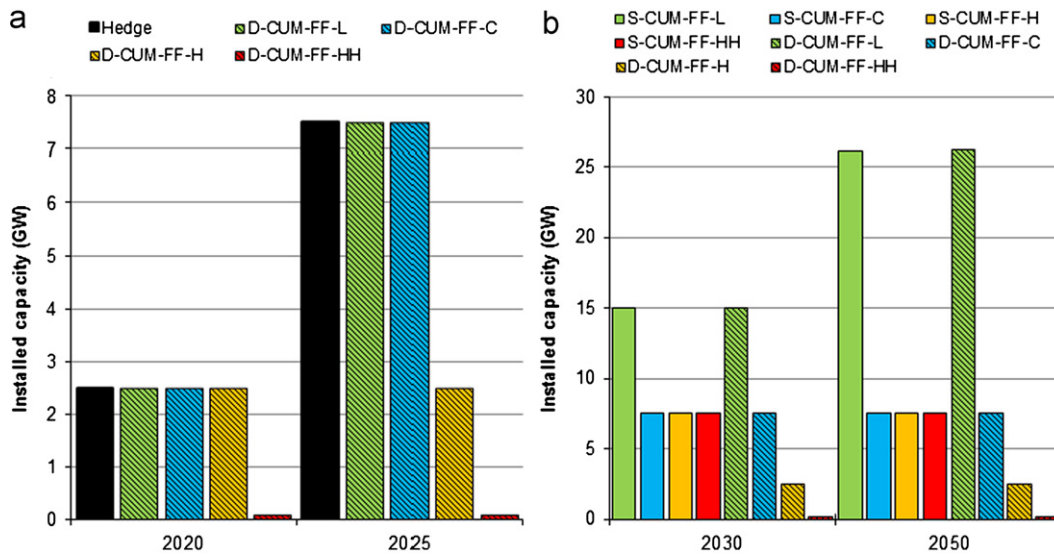 a
Hedge D-CUM-FF-L D-CUM-FF-C
D-CUM-FF-H D-CUM-FF-HH
Installed capacity (GW)
8
7
6
5
4
3
2
1
0
2020 2025
b
S-CUM-FF-L S-CUM-FF-C S-CUM-FF-H
S-CUM-FF-HH D-CUM-FF-L D-CUM-FF-C
D-CUM-FF-H D-CUM-FF-HH
Installed capacity (GW)
30
25
20
15
10
5
0
2030 2050